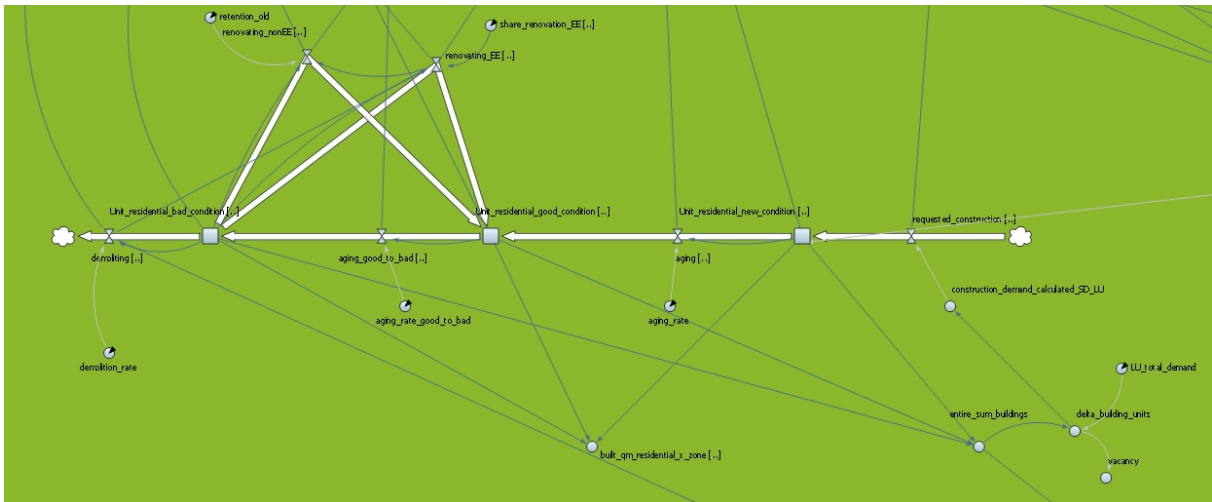 retention_old
share_renovation_EE [..]
renovating_nonEE [..]
renovating_EE [..]
Unit_residential_bad_condition [..]
Unit_residential_good_condition [..]
Unit_residential_new_condition [..]
requested_construction [..]
demoliting [..]
aging_good_to_bad [..]
aging [..]
construction_demand_calculated_SD_LU
aging_rate_good_to_bad
aging_rate
demolition_rate
LU_total_demand
entire_sum_buildings
delta_building_units
built_qm_residential_x_zone [..]
vacancy